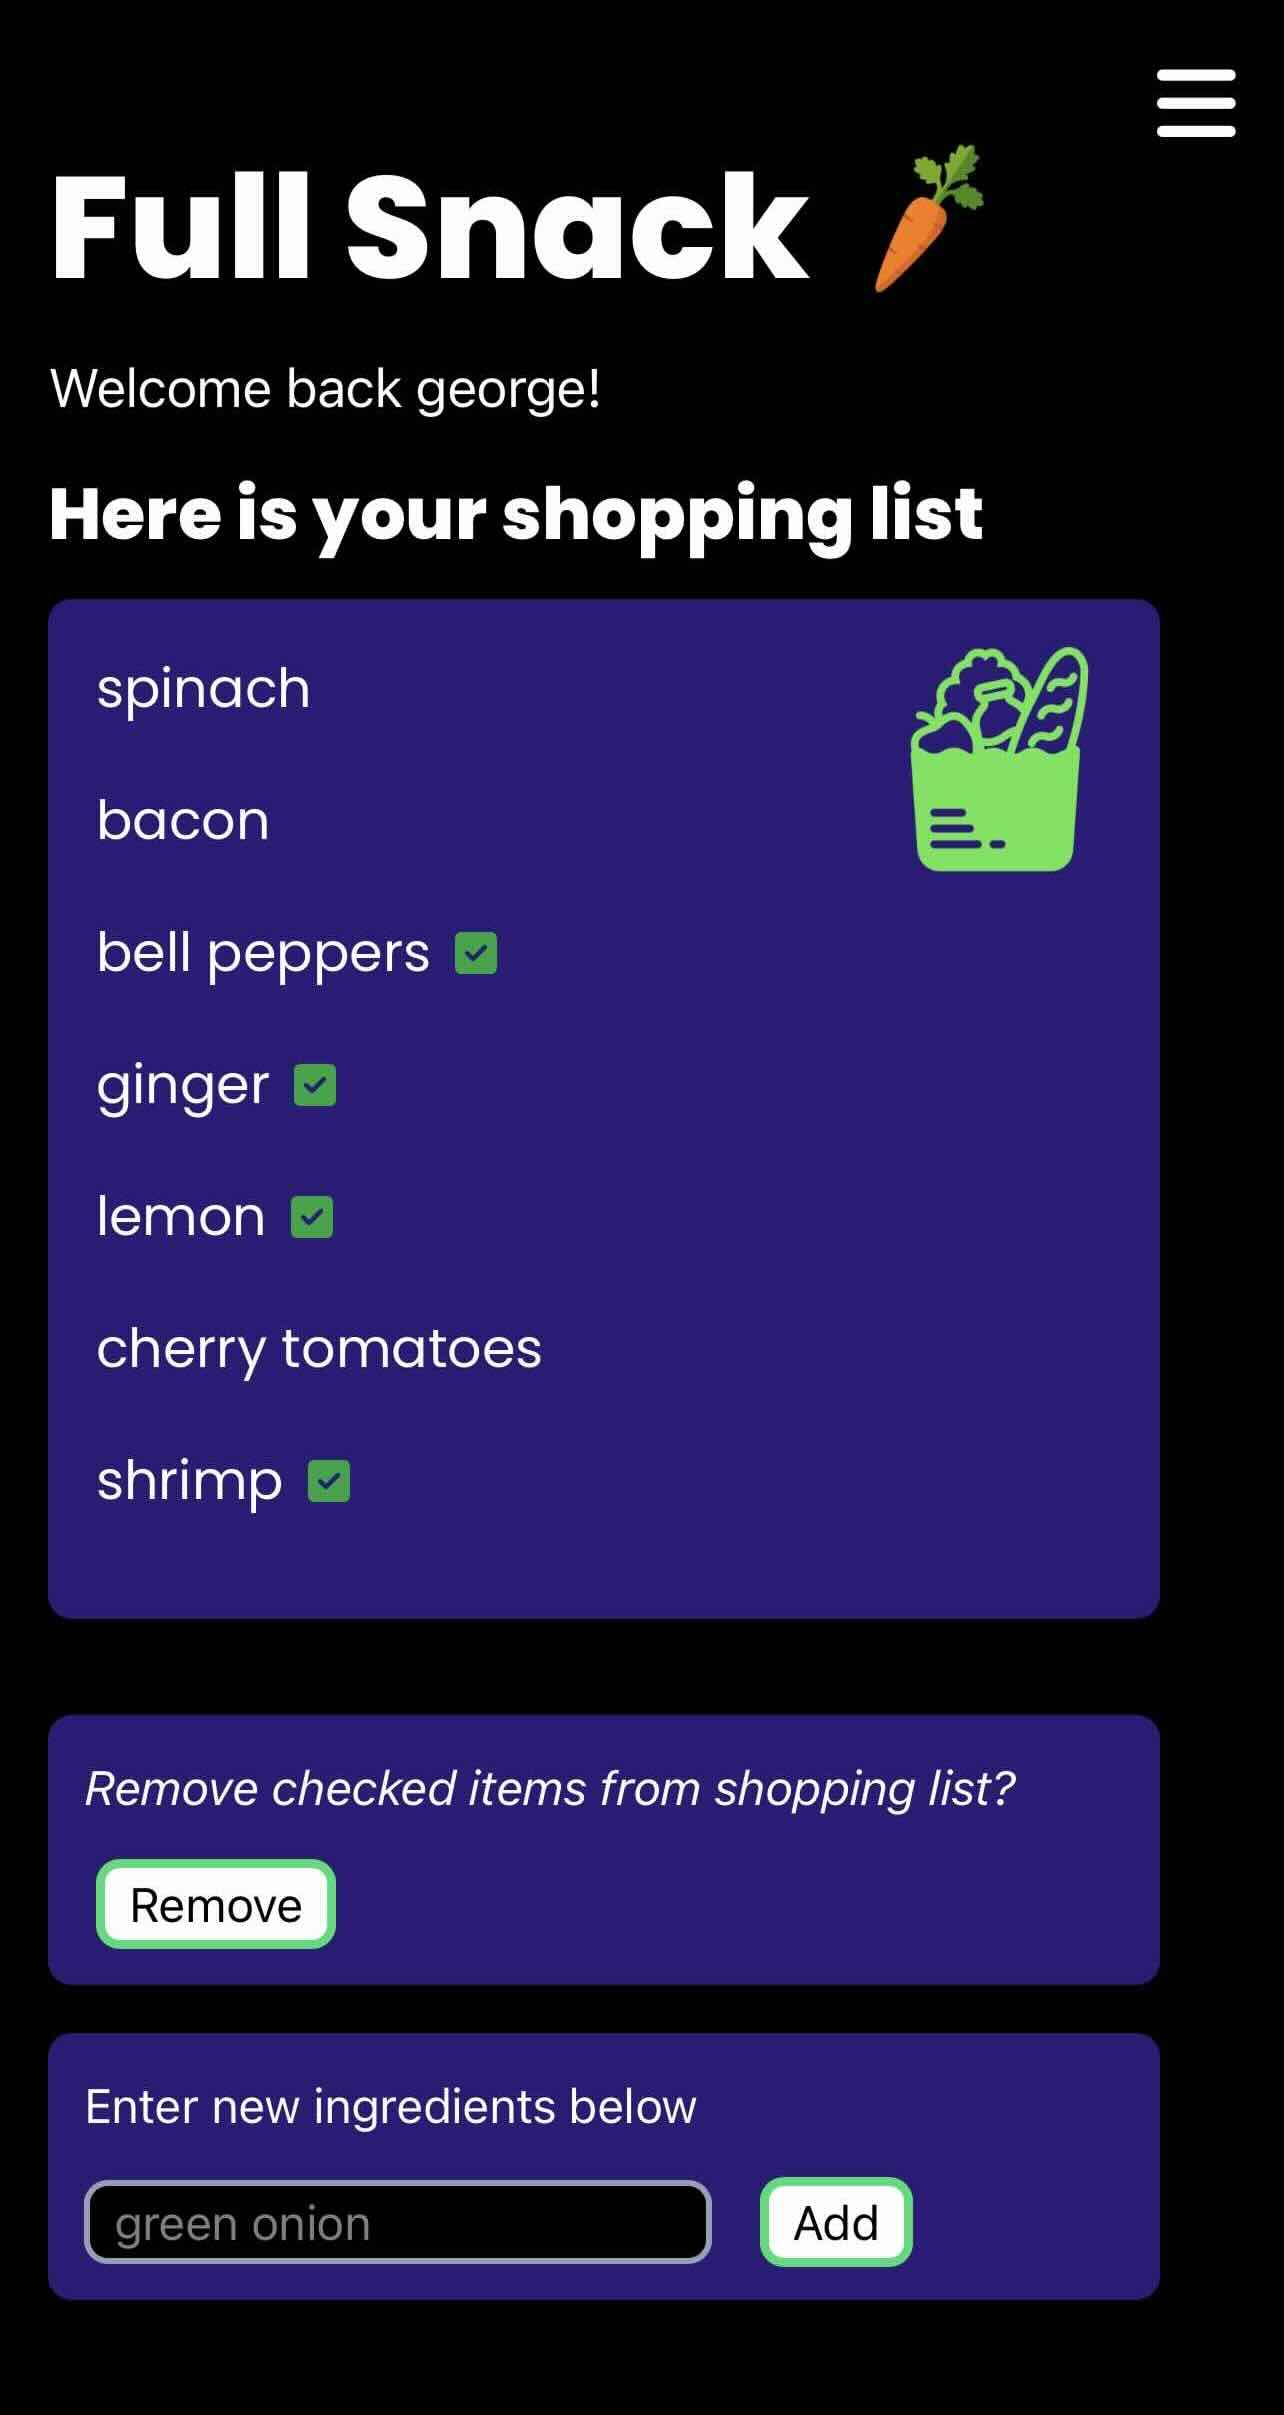 Full Snack
Welcome back george!
Here is your shopping list
spinach
bacon
bell peppers
ginger
lemon
cherry tomatoes
shrimp
Remove checked items from shopping list?
Remove
Enter new ingredients below
green onion
Add